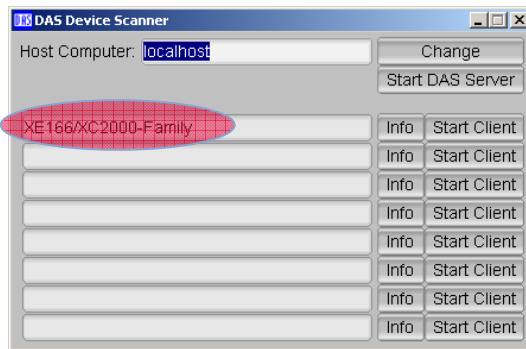 DAS Device Scanner
Host Computer: localhost Change
Start DAS Server
XE166/XC2000-Family Info Start Client
Info Start Client
Info Start Client
Info Start Client
Info Start Client
Info Start Client
Info Start Client
Info Start Client